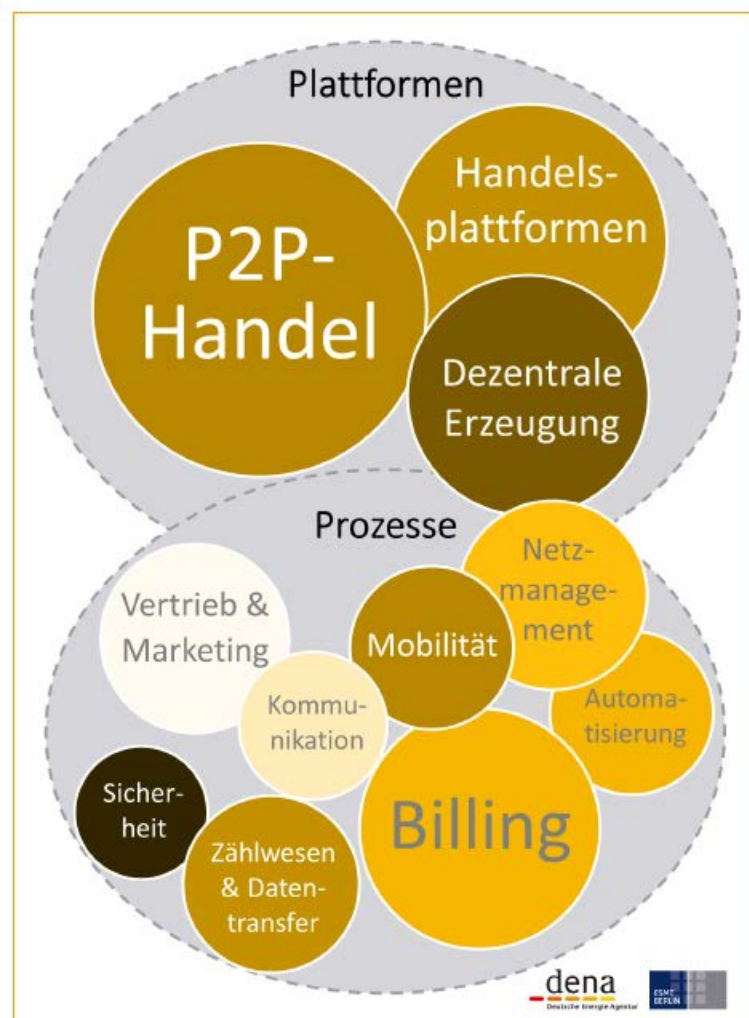 Plattformen
Handels-
plattformen
P2P-
Handel
Dezentrale
Erzeugung
Prozesse
Netz-
manage-
ment
Vertrieb &
Marketing
Mobilität
Kommu-
nikation
Automa-
tisierung
Sicher-
heit
Billing
Zählwesen
& Daten-
transfer
dena
Deutsche Energie-Agentur
ESMT
BERLIN